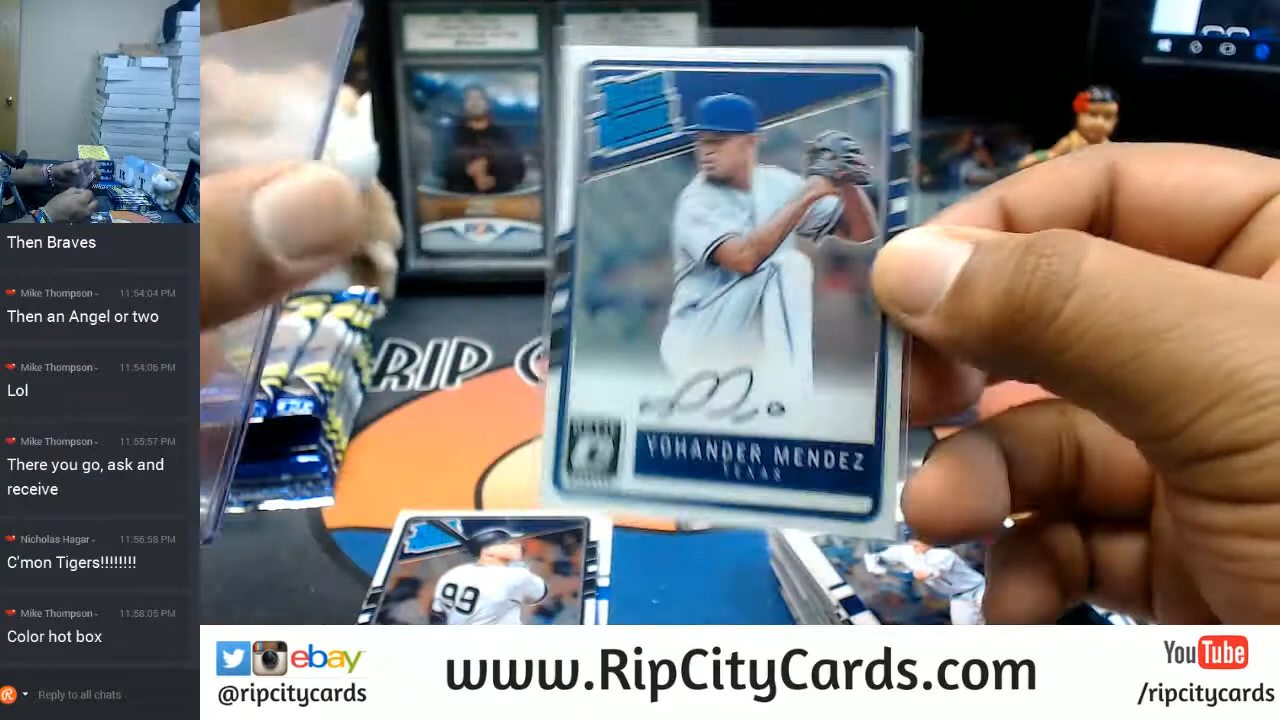 Then Braves
Mike Thompson - 11:54:04 PM
Then an Angel or two
Mike Thompson - 11:54:06 PM
Lol
Mike Thompson - 11:55:57 PM
There you go, ask and
receive
Nicholas Hagar - 11:56:58 PM
C'mon Tigers!!!!!!!!
Mike Thompson - 11:58:05 PM
Color hot box
Reply to all chats
RIP C
YOHANDER MENDEZ
TEXAS
99
ebay
@ripcitycards
www.RipCityCards.com
YouTube
/ripcitycards